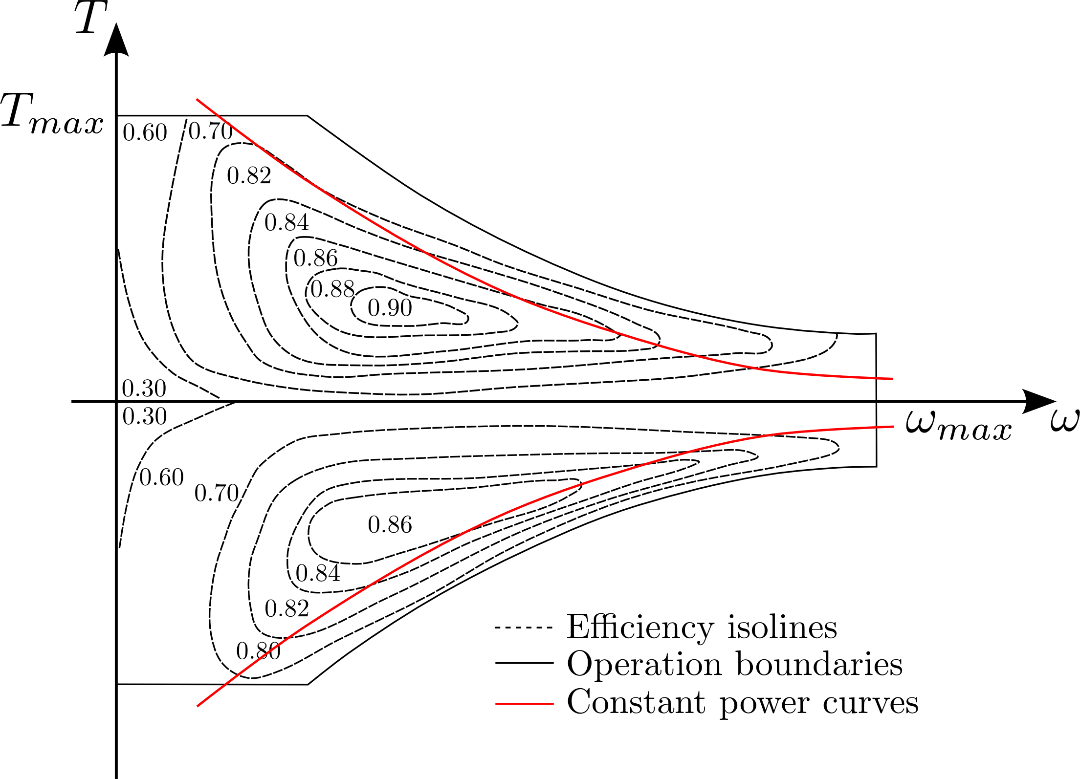 T
T_max
0.60 0.70
0.82
0.84
0.86
0.88
0.90
0.30
0.30
ω_max ω
0.60
0.70
0.86
0.84
0.82
0.80
Efficiency isolines
Operation boundaries
Constant power curves